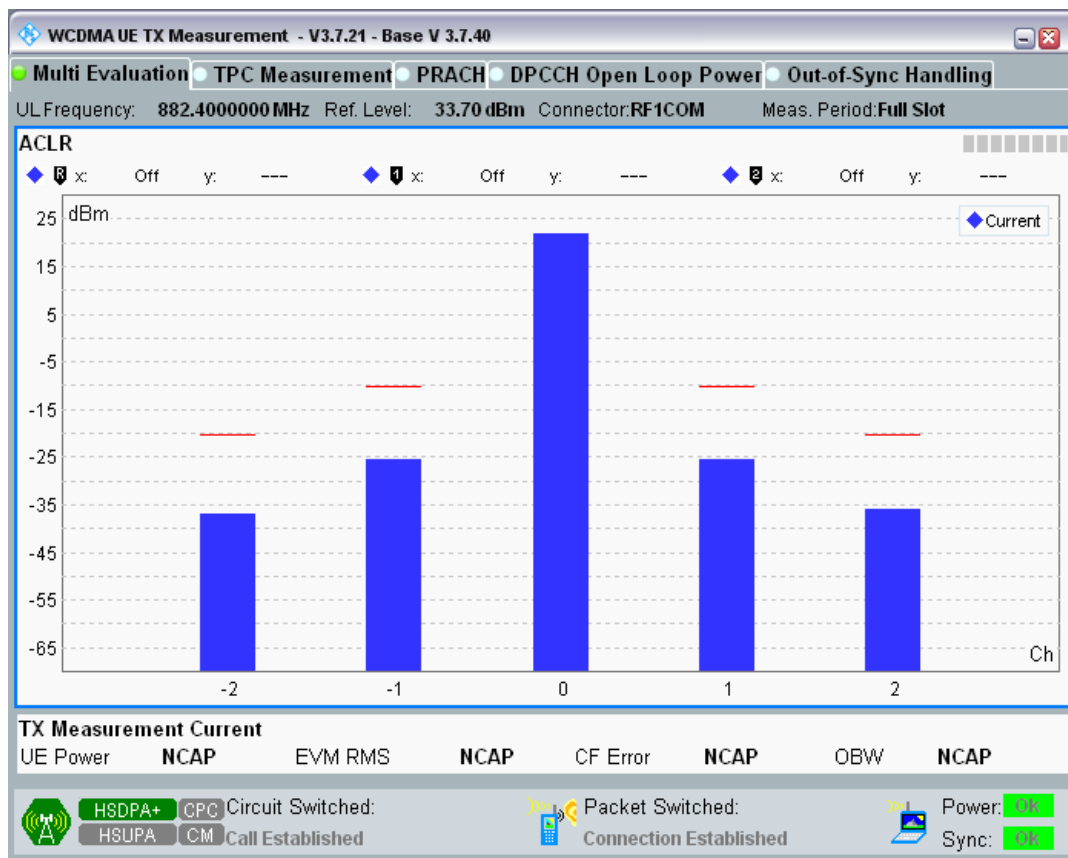 WCDMA UE TX Measurement - V3.7.21 - Base V 3.7.40
Multi Evaluation TPC Measurement PRACH DPCCH Open Loop Power Out-of-Sync Handling
UL Frequency: 882.4000000 MHz Ref. Level: 33.70 dBm Connector:RF1COM Meas. Period:Full Slot
ACLR
R x: Off y: --- 1 x: Off y: --- 2 x: Off y: ---
dBm
Current
25
15
5
-5
-15
-25
-35
-45
-55
-65
Ch
-2 -1 0 1 2
TX Measurement Current
UE Power NCAP EVM RMS NCAP CF Error NCAP OBW NCAP
HSDPA+ CPC Circuit Switched: Packet Switched: Power: OK
HSUPA CM Call Established Connection Established Sync: OK